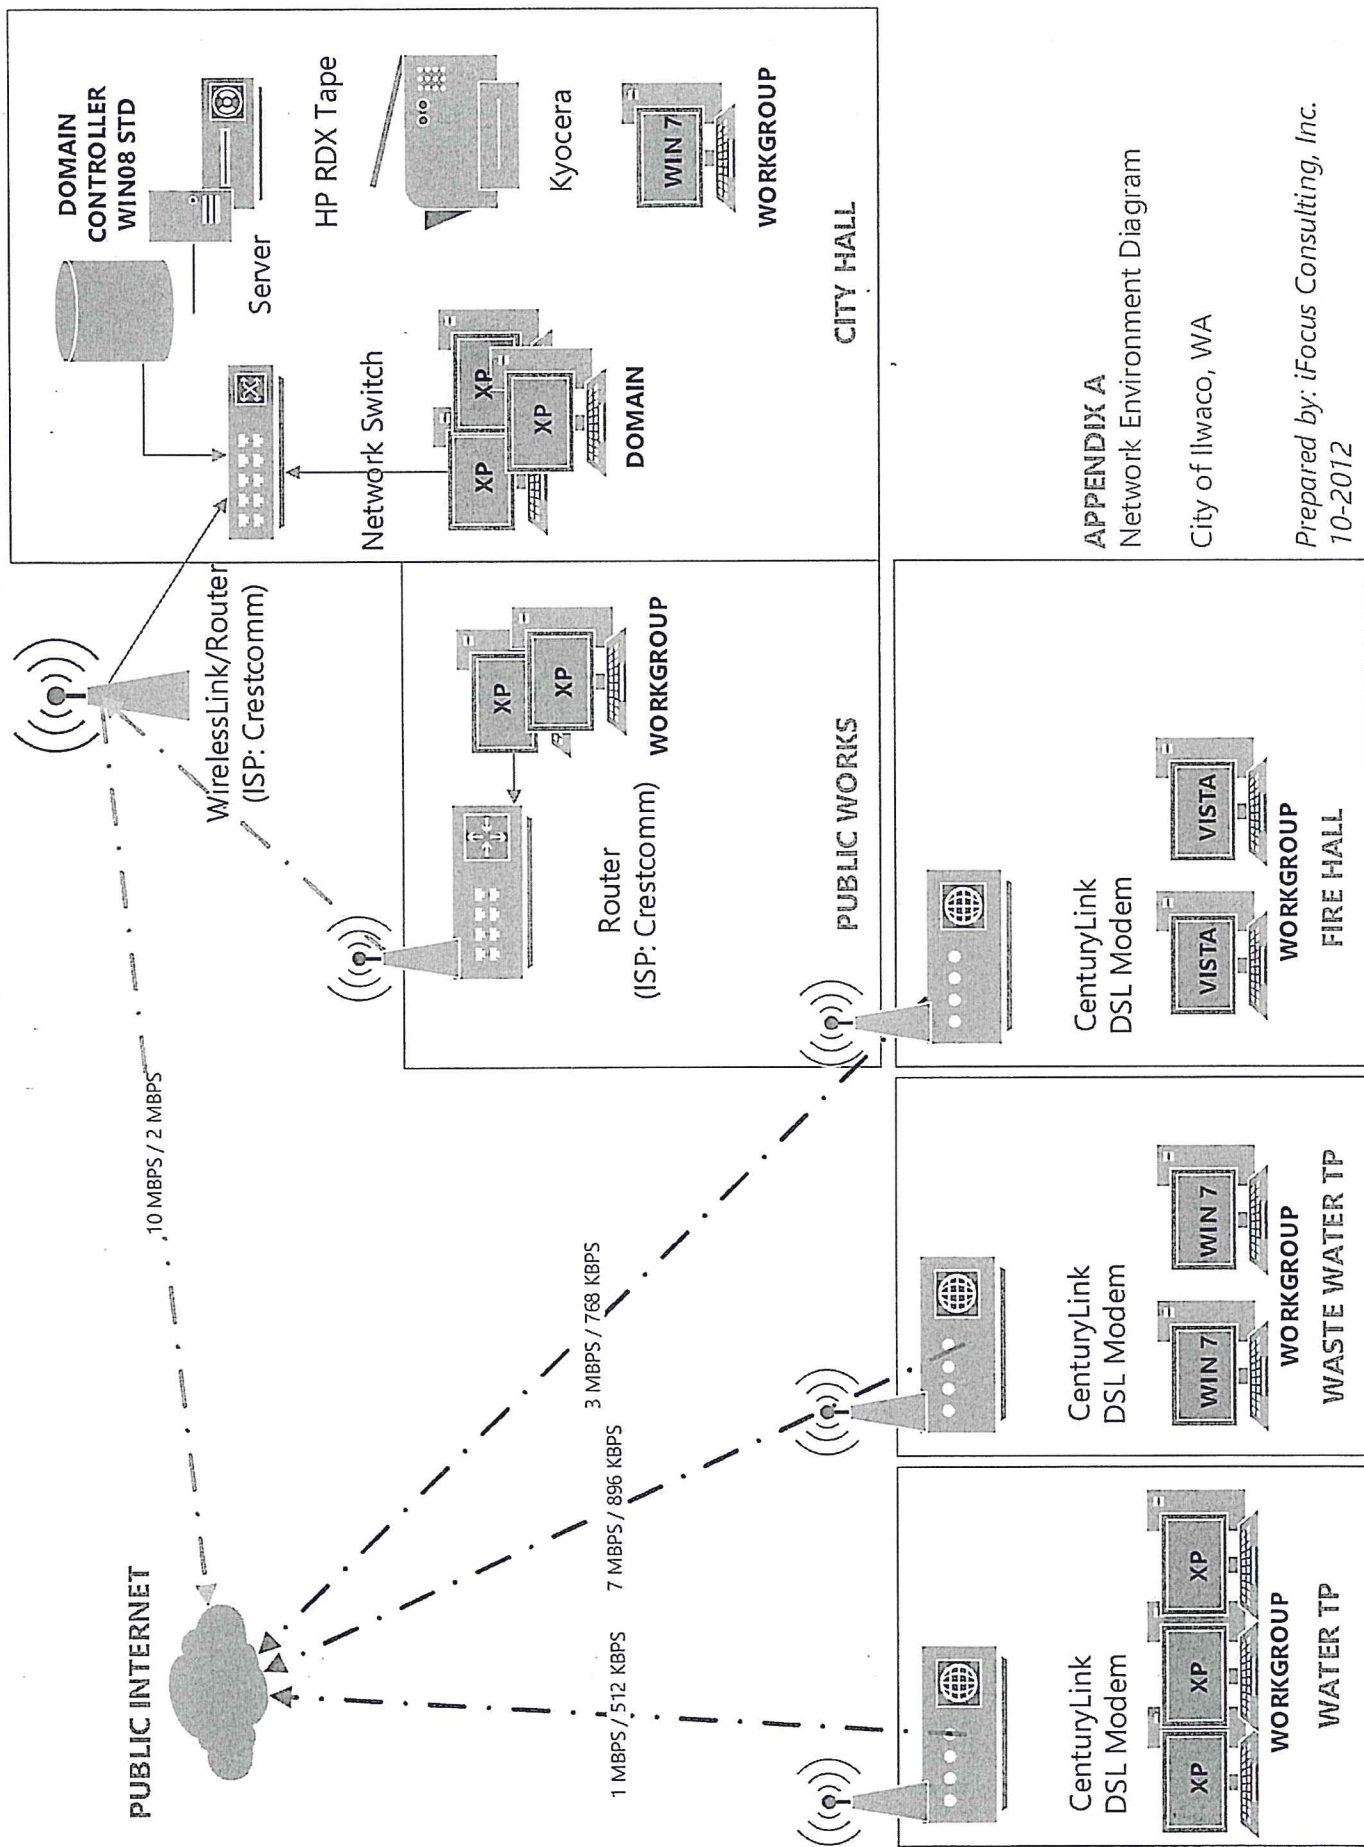 PUBLIC INTERNET
10 MBPS / 2 MBPS
WirelessLink/Router
(ISP: Crestcomm)
DOMAIN
CONTROLLER
WIN08 STD
Server
HP RDX Tape
Network Switch
Kyocera
XP
XP
XP
DOMAIN
WIN 7
WORKGROUP
CITY HALL
XP
XP
WORKGROUP
Router
(ISP: Crestcomm)
PUBLIC WORKS
1 MBPS / 512 KBPS
7 MBPS / 896 KBPS
3 MBPS / 768 KBPS
CenturyLink
DSL Modem
XP
XP
XP
WORKGROUP
WATER TP
CenturyLink
DSL Modem
WIN 7
WIN 7
WORKGROUP
WASTE WATER TP
CenturyLink
DSL Modem
VISTA
VISTA
WORKGROUP
FIRE HALL
APPENDIX A
Network Environment Diagram
City of Ilwaco, WA
Prepared by: iFocus Consulting, Inc.
10-2012